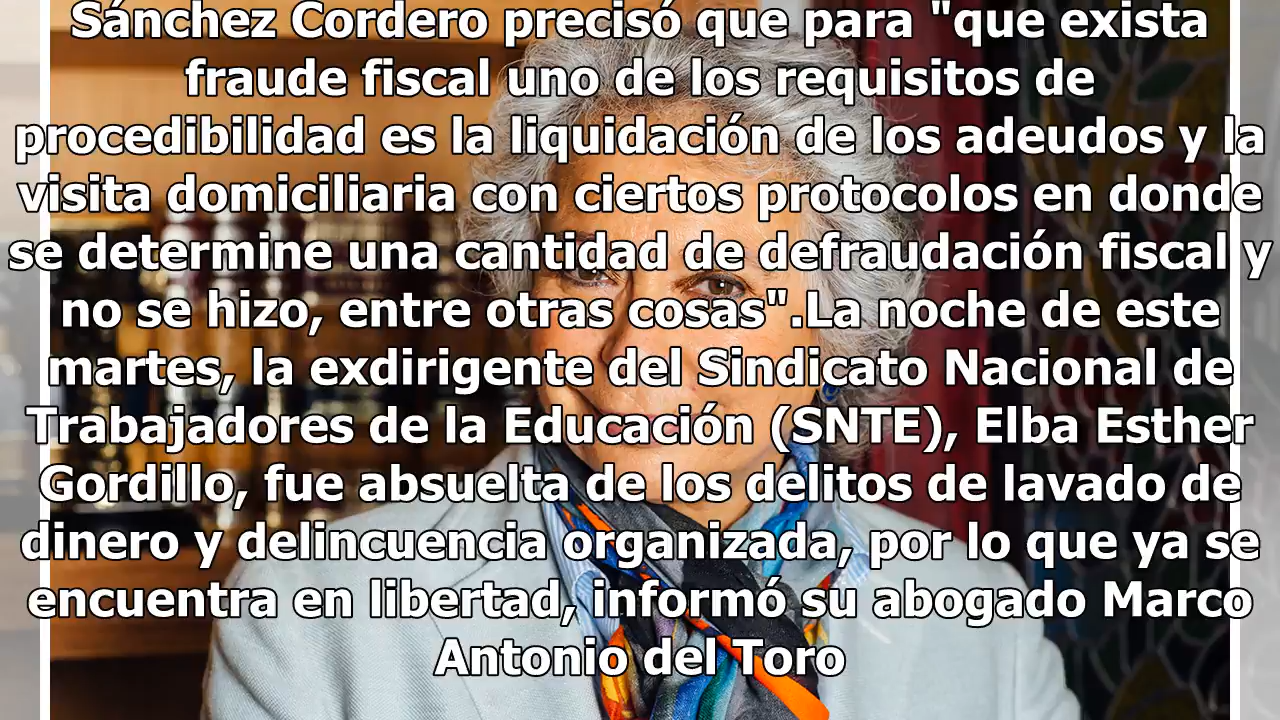 Sánchez Cordero precisó que para "que exista
fraude fiscal uno de los requisitos de
procedibilidad es la liquidación de los adeudos y la
visita domiciliaria con ciertos protocolos en donde
se determine una cantidad de defraudación fiscal y
no se hizo, entre otras cosas".La noche de este
martes, la exdirigente del Sindicato Nacional de
Trabajadores de la Educación (SNTE), Elba Esther
Gordillo, fue absuelta de los delitos de lavado de
dinero y delincuencia organizada, por lo que ya se
encuentra en libertad, informó su abogado Marco
Antonio del Toro